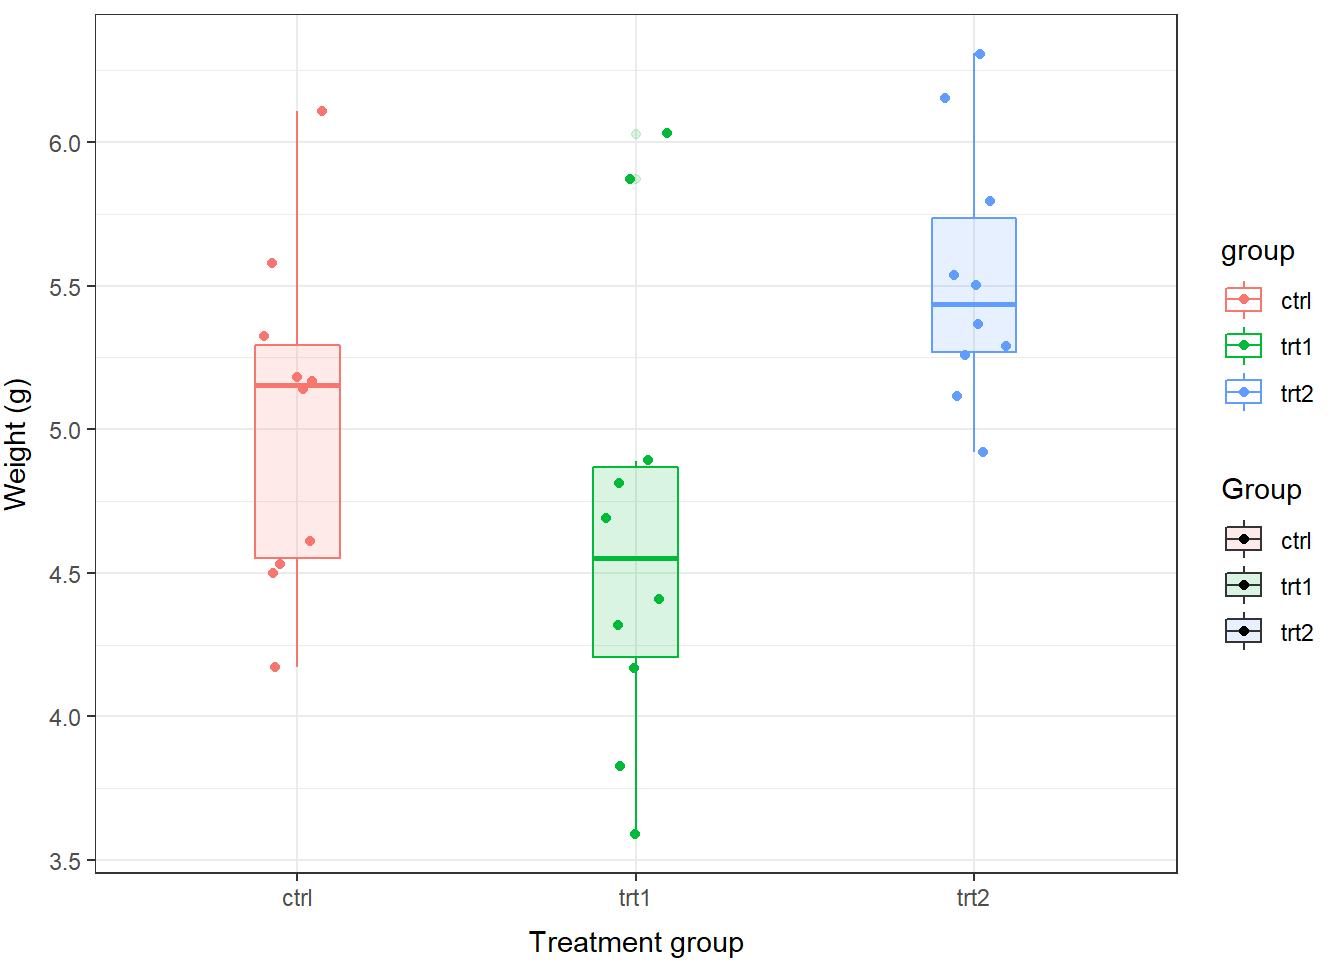 Weight (g)
6.0
5.5
5.0
4.5
4.0
3.5
ctrl
trt1
trt2
Treatment group
group
ctrl
trt1
trt2
Group
ctrl
trt1
trt2